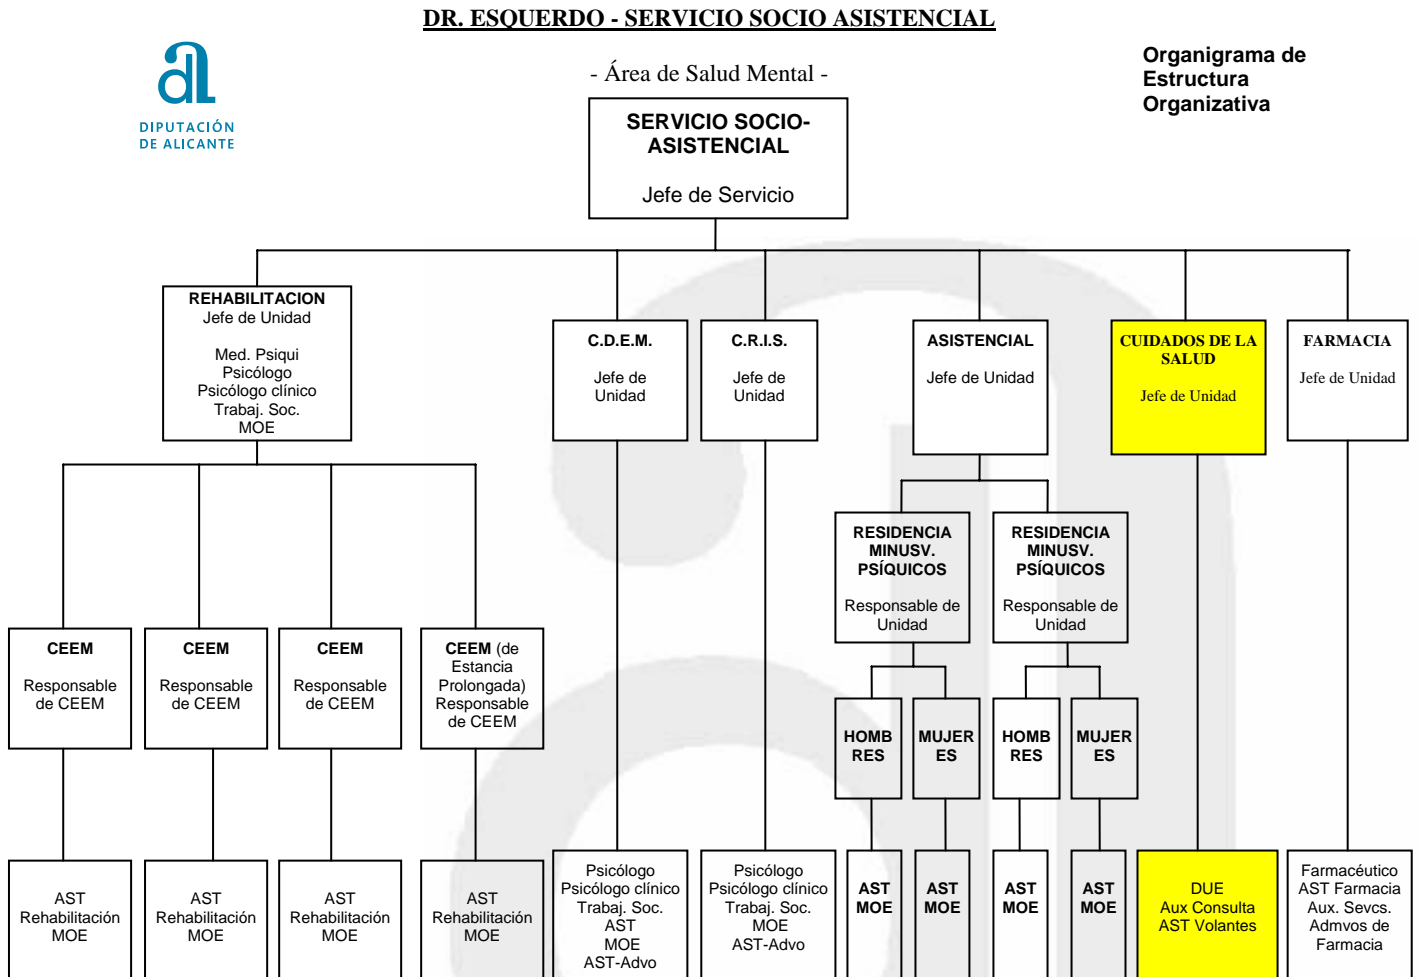 DR. ESQUERDO - SERVICIO SOCIO ASISTENCIAL
DIPUTACIÓN
DE ALICANTE
- Área de Salud Mental -
Organigrama de
Estructura
Organizativa
SERVICIO SOCIO-
ASISTENCIAL
Jefe de Servicio
REHABILITACION
Jefe de Unidad
Med. Psiqui
Psicólogo
Psicólogo clínico
Trabaj. Soc.
MOE
C.D.E.M.
Jefe de
Unidad
C.R.I.S.
Jefe de
Unidad
ASISTENCIAL
Jefe de Unidad
CUIDADOS DE LA
SALUD
Jefe de Unidad
FARMACIA
Jefe de Unidad
RESIDENCIA
MINUSV.
PSÍQUICOS
Responsable de
Unidad
RESIDENCIA
MINUSV.
PSÍQUICOS
Responsable de
Unidad
CEEM
Responsable
de CEEM
CEEM
Responsable
de CEEM
CEEM
Responsable
de CEEM
CEEM (de
Estancia
Prolongada)
Responsable
de CEEM
HOMB
RES
MUJER
ES
HOMB
RES
MUJER
ES
AST
Rehabilitación
MOE
AST
Rehabilitación
MOE
AST
Rehabilitación
MOE
AST
Rehabilitación
MOE
Psicólogo
Psicólogo clínico
Trabaj. Soc.
AST
MOE
AST-Advo
Psicólogo
Psicólogo clínico
Trabaj. Soc.
MOE
AST-Advo
AST
MOE
AST
MOE
AST
MOE
AST
MOE
DUE
Aux Consulta
AST Volantes
Farmacéutico
AST Farmacia
Aux. Sevcs.
Admvos de
Farmacia